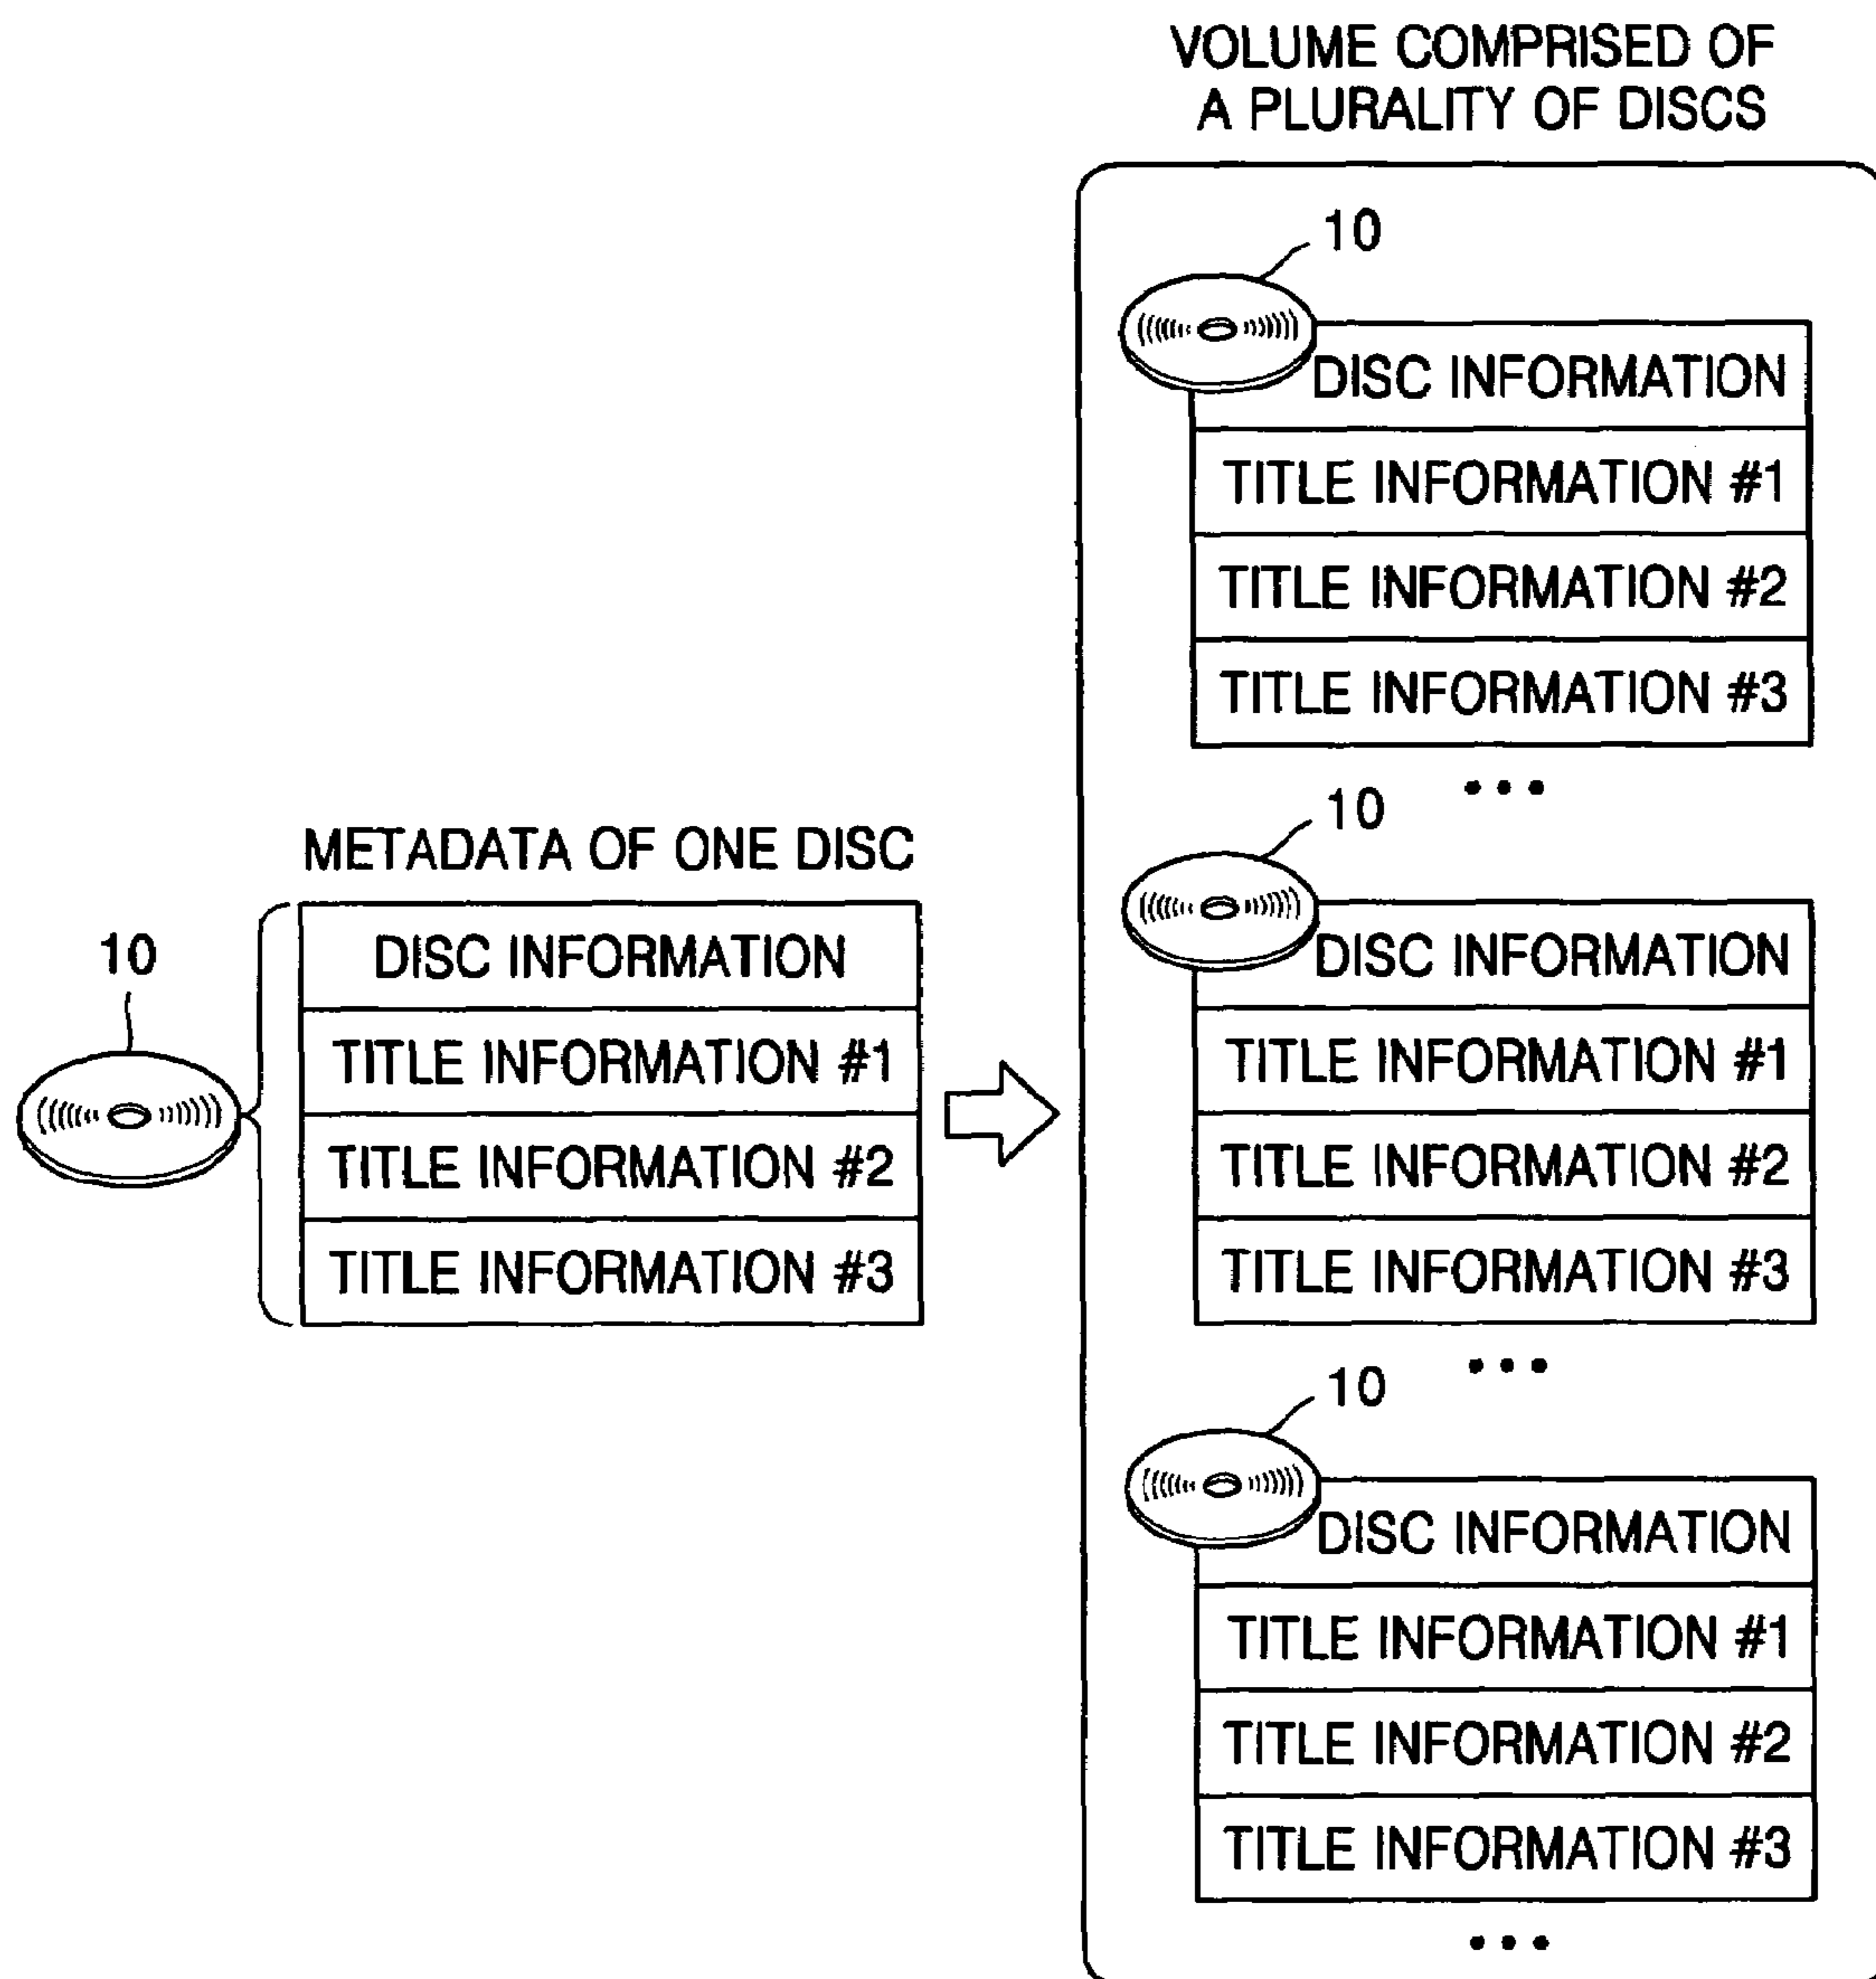 VOLUME COMPRISED OF
A PLURALITY OF DISCS
10
DISC INFORMATION
TITLE INFORMATION #1
TITLE INFORMATION #2
TITLE INFORMATION #3
...
METADATA OF ONE DISC
10
DISC INFORMATION
TITLE INFORMATION #1
TITLE INFORMATION #2
TITLE INFORMATION #3
10
DISC INFORMATION
TITLE INFORMATION #1
TITLE INFORMATION #2
TITLE INFORMATION #3
...
10
DISC INFORMATION
TITLE INFORMATION #1
TITLE INFORMATION #2
TITLE INFORMATION #3
...